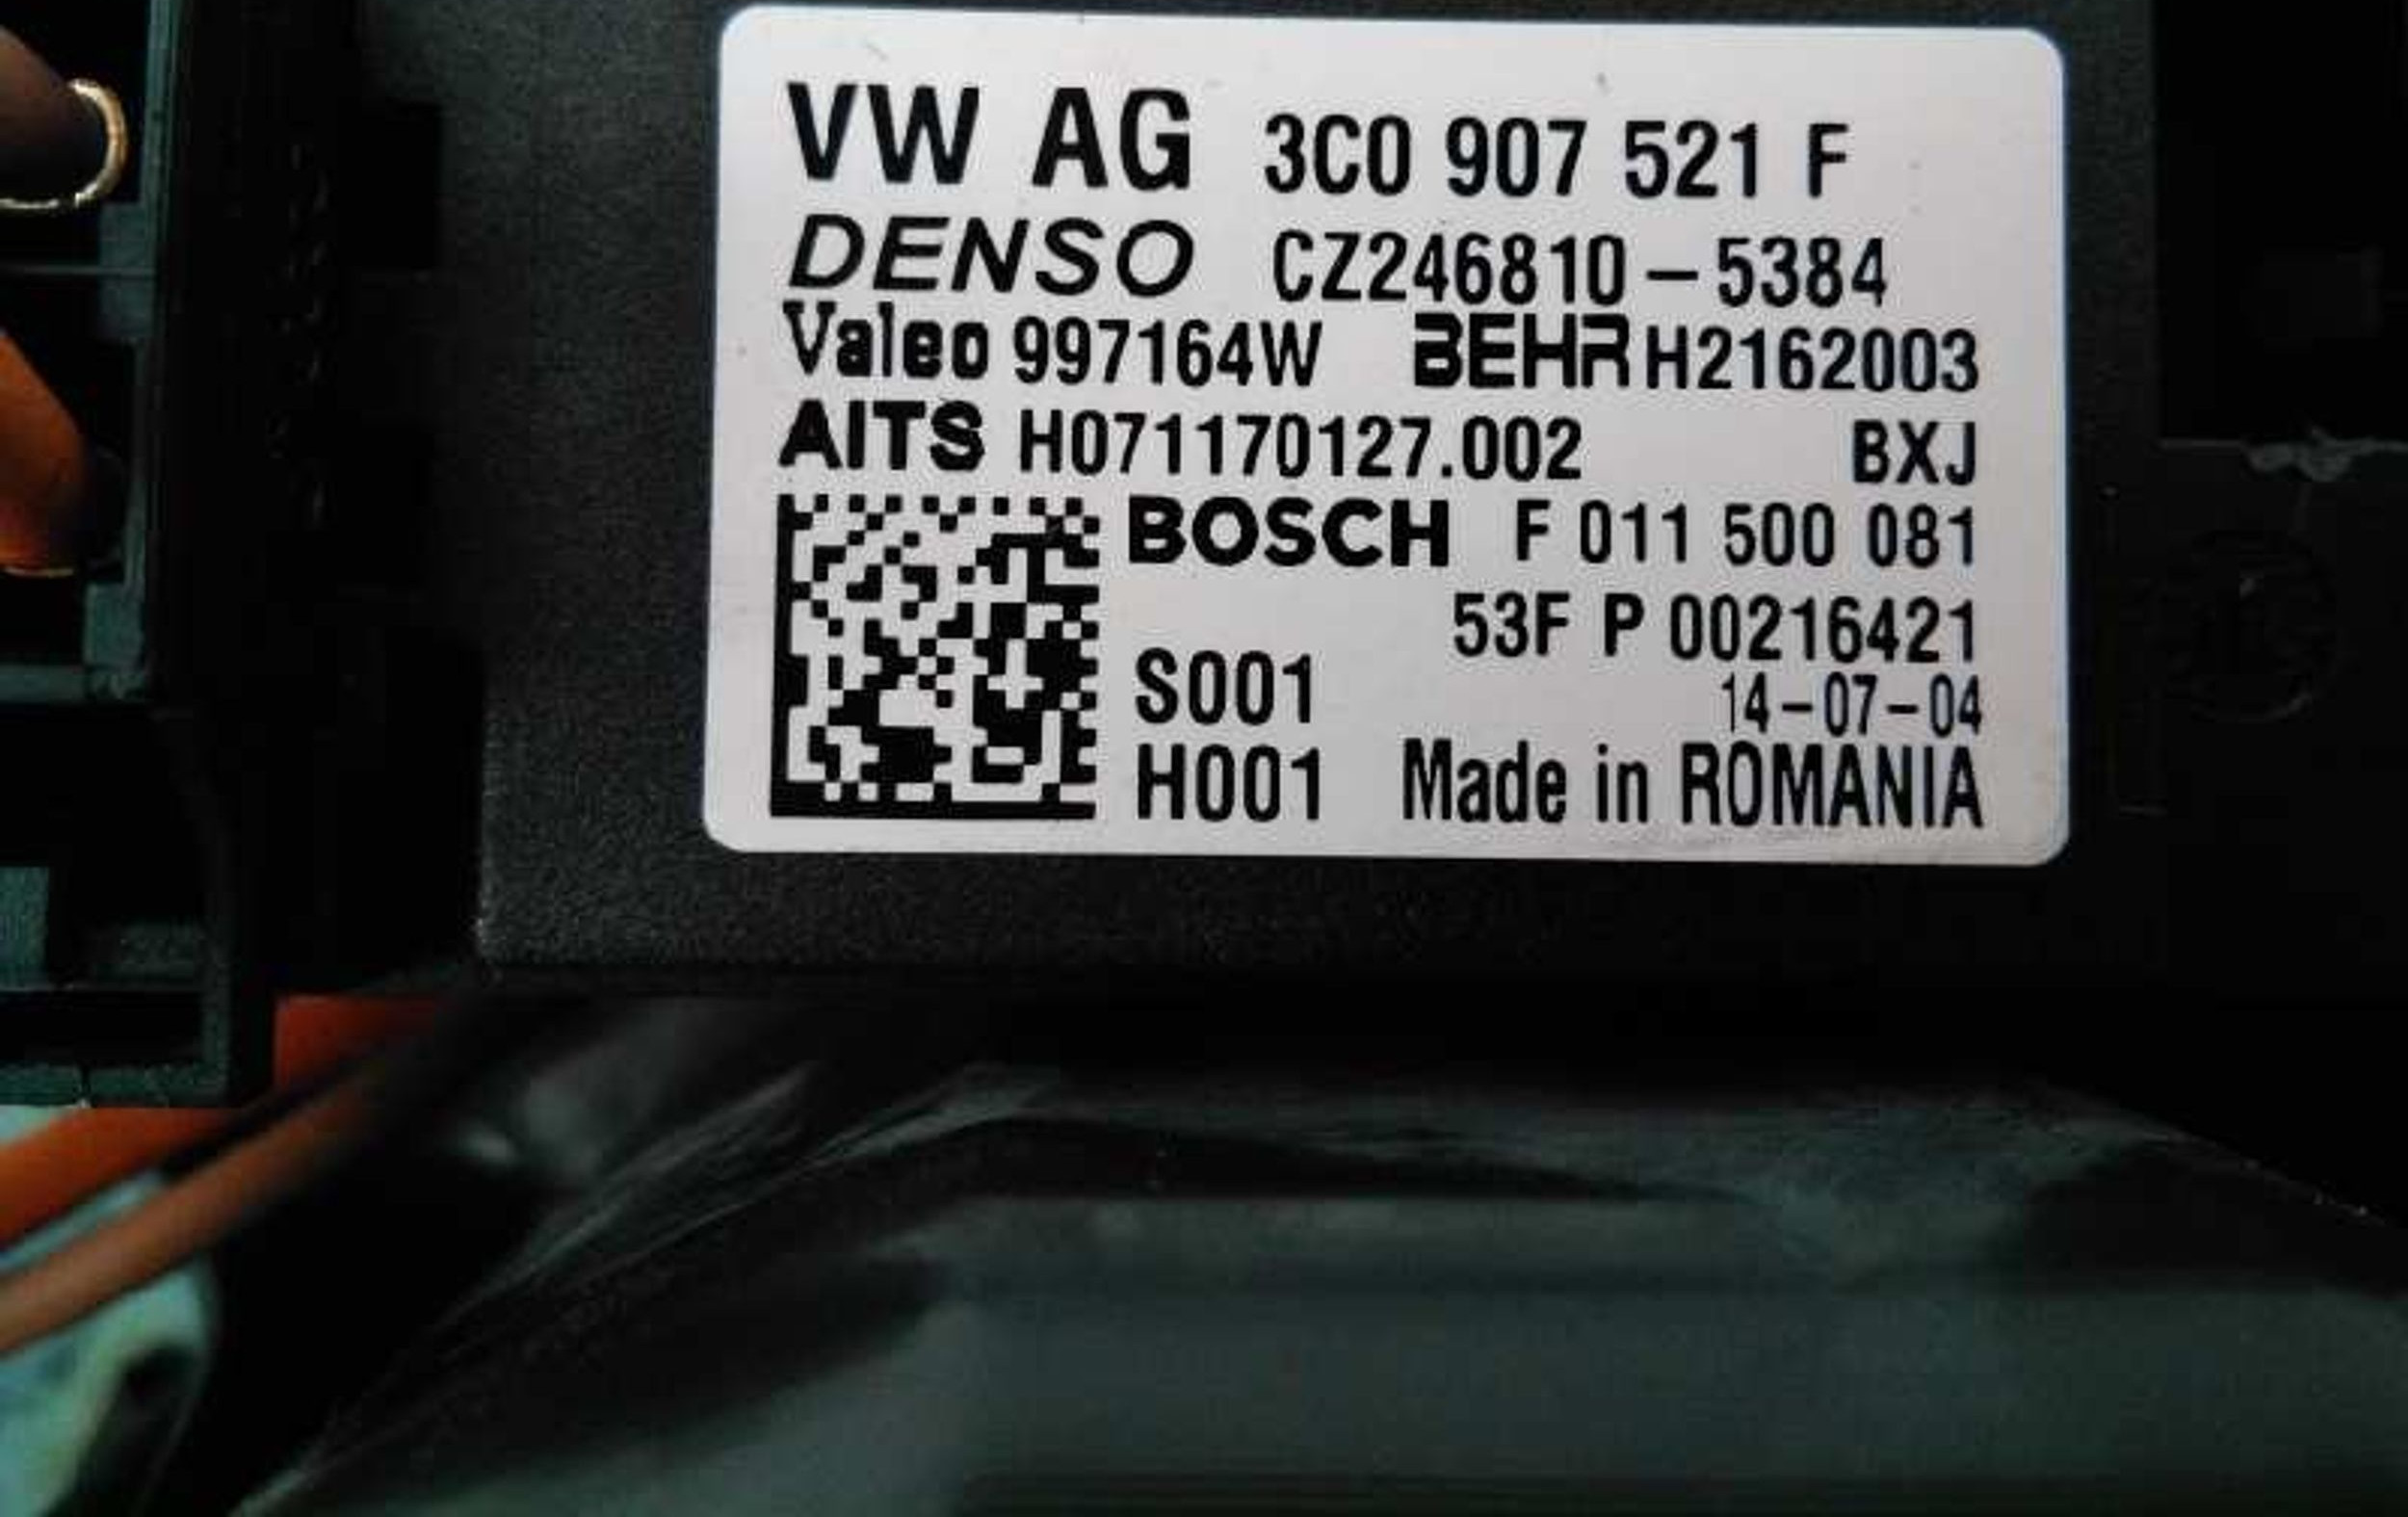 VW AG 3C0 907 521 F
DENSO CZ246810-5384
Valeo 997164W BEHR H2162003
AITS H071170127.002 BXJ
BOSCH F 011 500 081
53F P 00216421
S001
14-07-04
H001 Made in ROMANIA